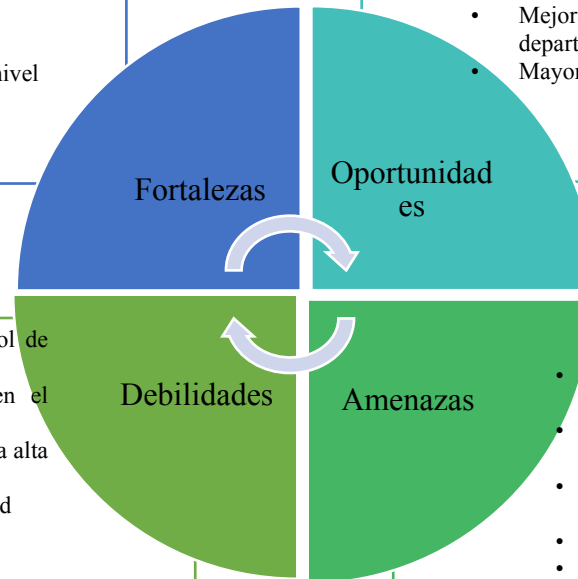 nivel
• Mejor
depart
• Mayor
Fortalezas
Oportunidad
es
ol de
en el
a alta
d
Debilidades
Amenazas
•
•
•
•
•